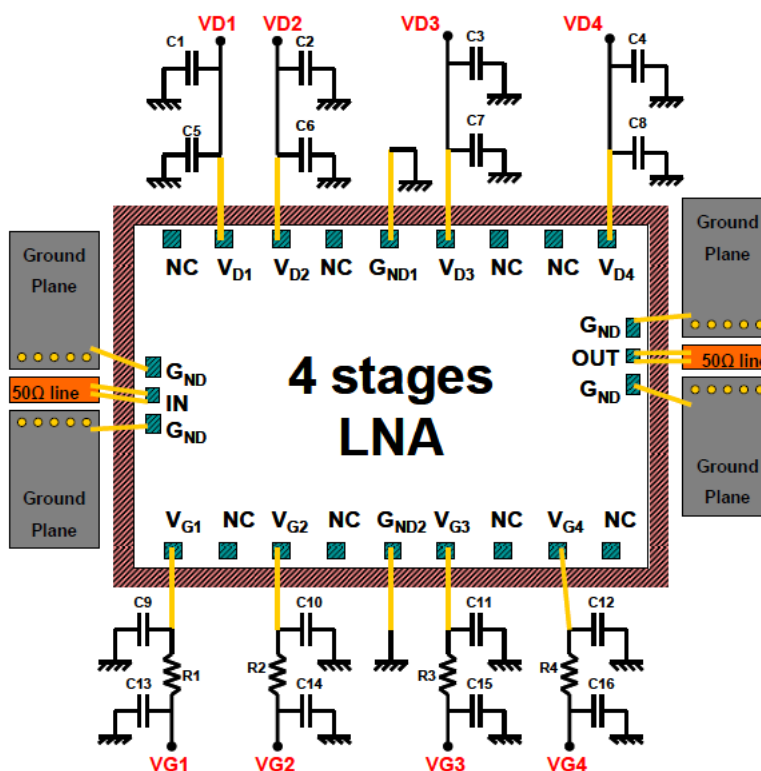 VD1 VD2 VD3 VD4
C1 C2 C3 C4
C5 C6 C7 C8
NC VD1 VD2 NC GND1 VD3 NC NC VD4
Ground
Plane
50Ω line
Ground
Plane
GND
IN
GND
4 stages
LNA
GND
OUT
GND
Ground
Plane
50Ω line
Ground
Plane
VG1 NC VG2 NC GND2 VG3 NC VG4 NC
C9 C10 C11 C12
R1 R2 R3 R4
C13 C14 C15 C16
VG1 VG2 VG3 VG4